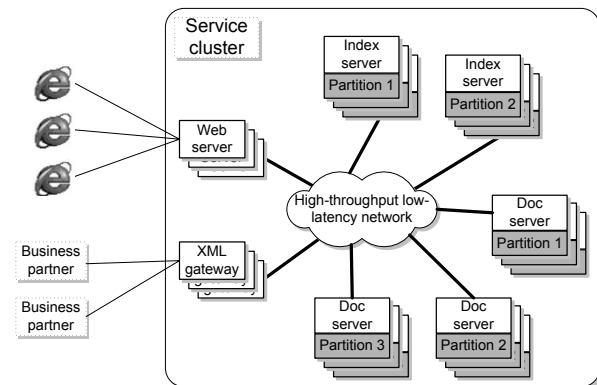 Service
cluster
Index
server
Partition 1
Index
server
Partition 2
Web
server
High-throughput low-
latency network
Doc
server
Partition 1
XML
gateway
Business
partner
Business
partner
Doc
server
Partition 3
Doc
server
Partition 2